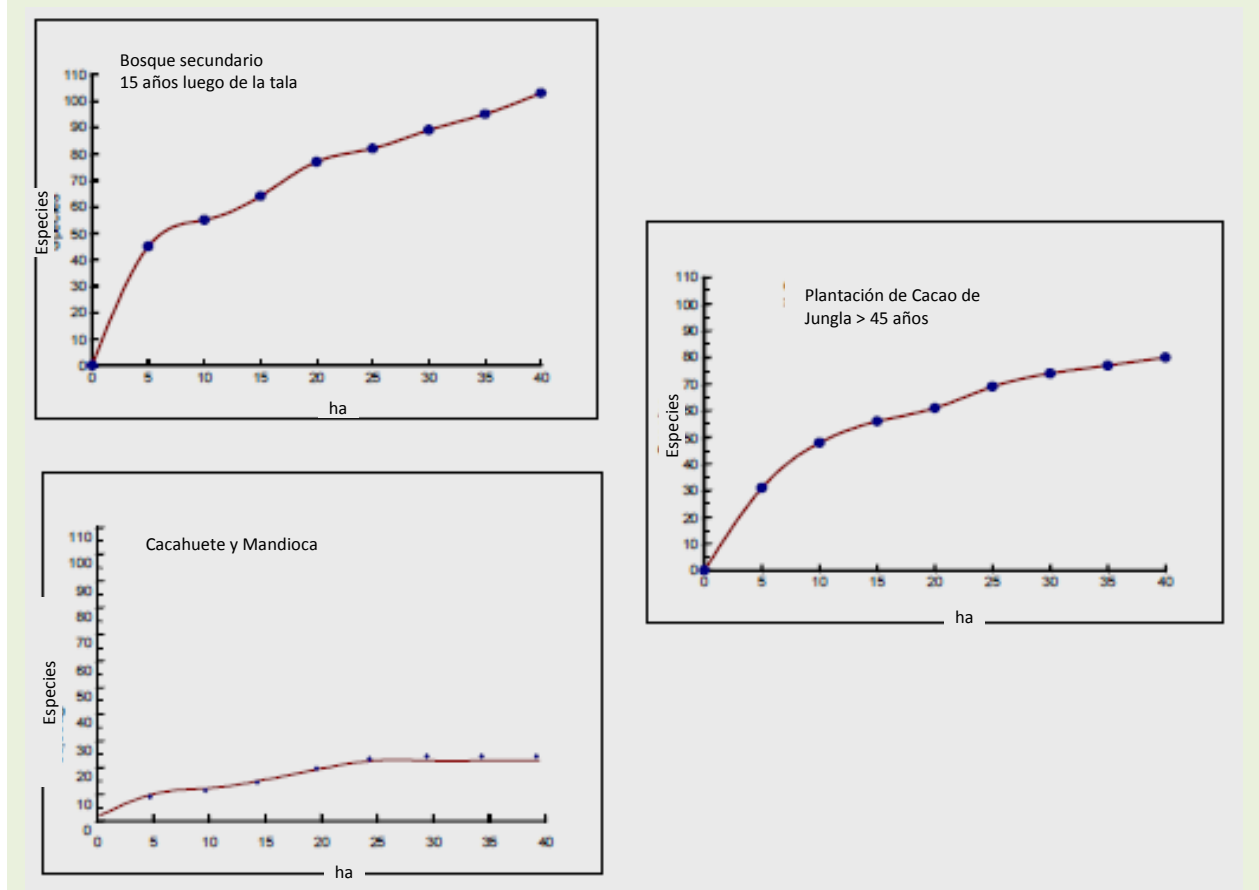 Bosque secundario
15 años luego de la tala
110
100
90
80
70
60
50
40
30
20
10
0
Especies
0 5 10 15 20 25 30 35 40
ha
Plantación de Cacao de
Jungla > 45 años
110
100
90
80
70
60
50
40
30
20
10
0
Especies
0 5 10 15 20 25 30 35 40
ha
Cacahuete y Mandioca
110
100
90
80
70
60
50
40
30
20
10
0
Especies
0 5 10 15 20 25 30 35 40
ha